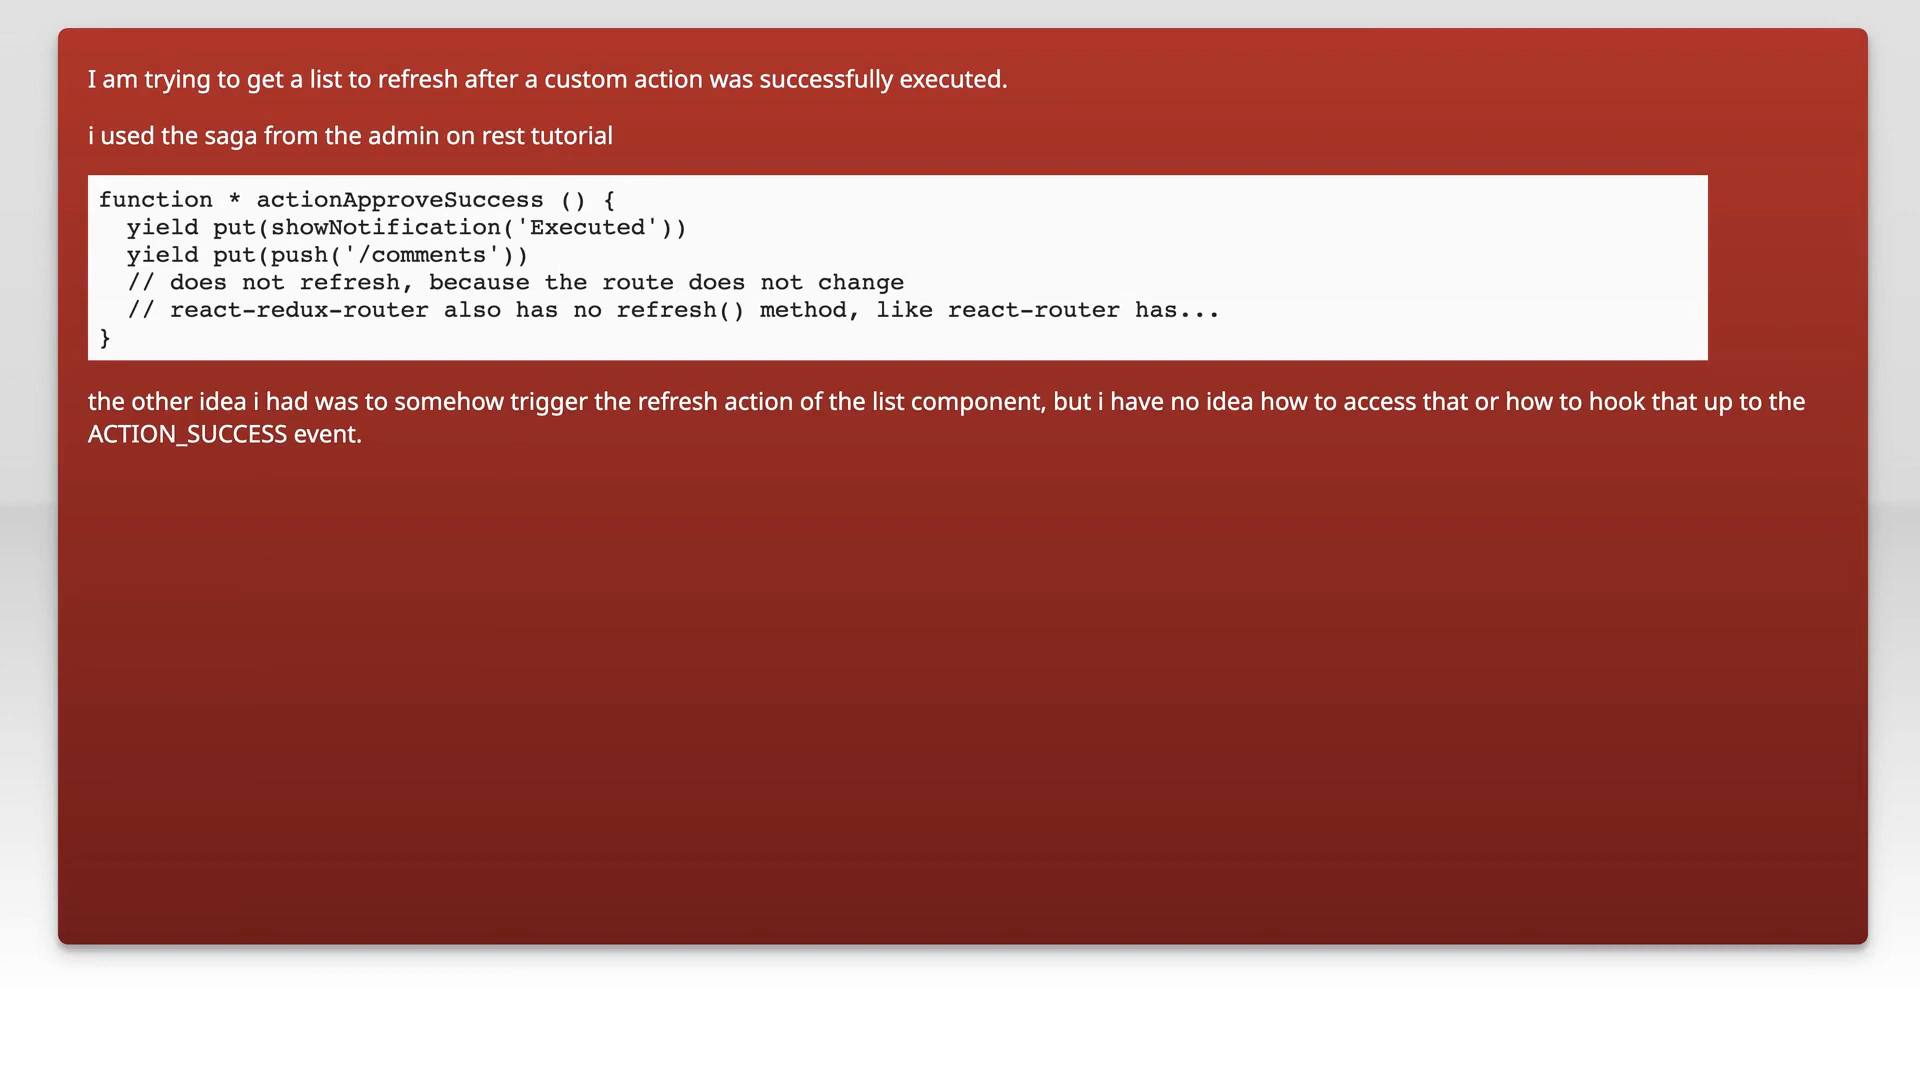 I am trying to get a list to refresh after a custom action was successfully executed.
i used the saga from the admin on rest tutorial
function * actionApproveSuccess () {
  yield put(showNotification('Executed'))
  yield put(push('/comments'))
  // does not refresh, because the route does not change
  // react-redux-router also has no refresh() method, like react-router has...
}
the other idea i had was to somehow trigger the refresh action of the list component, but i have no idea how to access that or how to hook that up to the
ACTION_SUCCESS event.